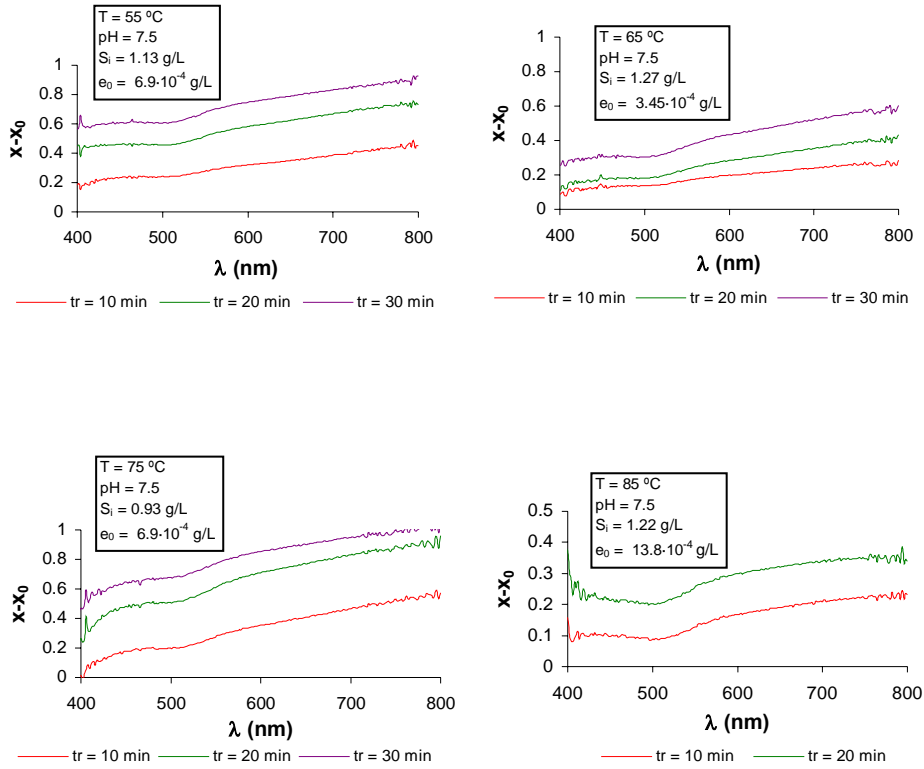 T = 55 ºC
pH = 7.5
Si = 1.13 g/L
e0 = 6.9·10-4 g/L
1
0.8
0.6
0.4
0.2
0
x-x0
400 500 600 700 800
λ (nm)
tr = 10 min tr = 20 min tr = 30 min
T = 65 ºC
pH = 7.5
Si = 1.27 g/L
e0 = 3.45·10-4 g/L
1
0.8
0.6
0.4
0.2
0
x-x0
400 500 600 700 800
λ (nm)
tr = 10 min tr = 20 min tr = 30 min
T = 75 ºC
pH = 7.5
Si = 0.93 g/L
e0 = 6.9·10-4 g/L
1
0.8
0.6
0.4
0.2
0
x-x0
400 500 600 700 800
λ (nm)
tr = 10 min tr = 20 min tr = 30 min
T = 85 ºC
pH = 7.5
Si = 1.22 g/L
e0 = 13.8·10-4 g/L
0.5
0.4
0.3
0.2
0.1
0
x-x0
400 500 600 700 800
λ (nm)
tr = 10 min tr = 20 min